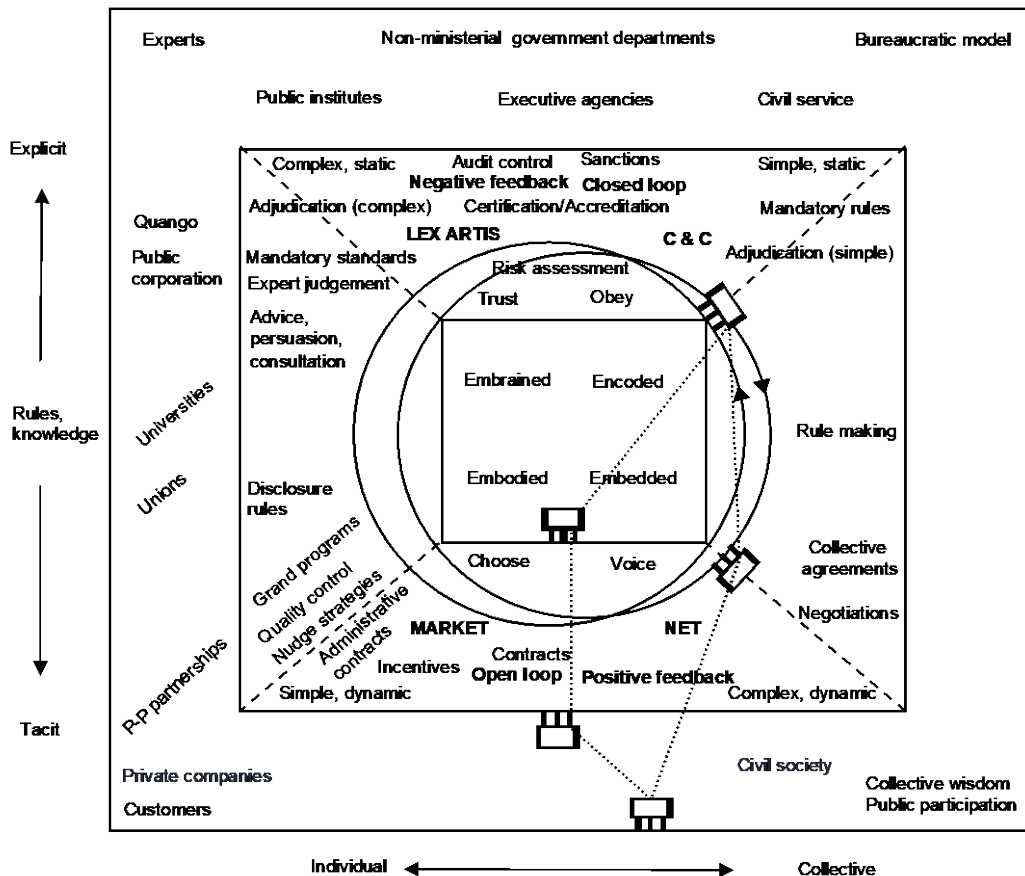 Experts
Non-ministerial government departments
Bureaucratic model
Public institutes
Executive agencies
Civil service
Explicit
Complex, static
Audit control
Sanctions
Simple, static
Negative feedback
Closed loop
Adjudication (complex)
Certification/Accreditation
Mandatory rules
Quango
LEX ARTIS
C & C
Public
corporation
Mandatory standards
Adjudication (simple)
Risk assessment
Expert judgement
Trust
Obey
Advice,
persuasion,
consultation
Embrained
Encoded
Rules,
knowledge
Universities
Rule making
Unions
Disclosure
rules
Embodied
Embedded
Grand programs
Quality control
Nudge strategies
Administrative
contracts
Choose
Voice
Collective
agreements
Negotiations
MARKET
NET
P-P partnerships
Incentives
Contracts
Open loop
Positive feedback
Simple, dynamic
Complex, dynamic
Tacit
Private companies
Civil society
Customers
Collective wisdom
Public participation
Individual
Collective